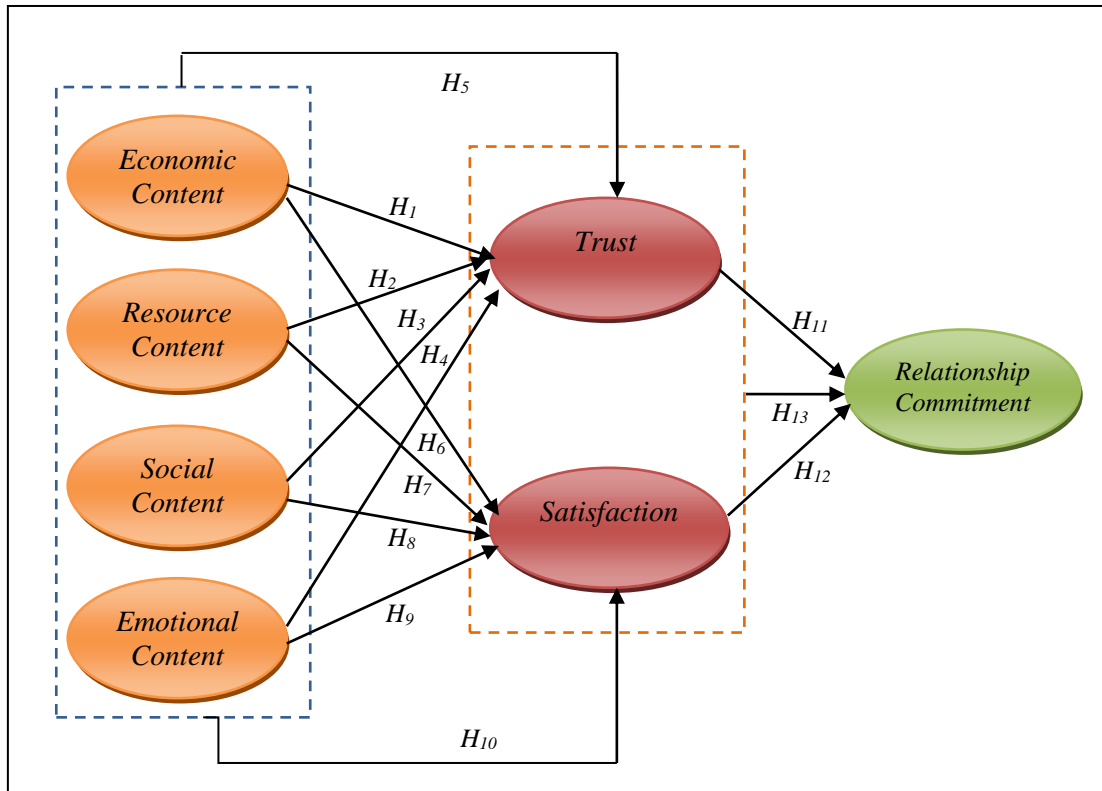 H5
Economic
Content
H1
Trust
H2
Resource
Content
H3
H11
H4
Relationship
Commitment
H13
H6
Social
Content
H7
H12
Satisfaction
H8
H9
Emotional
Content
H10